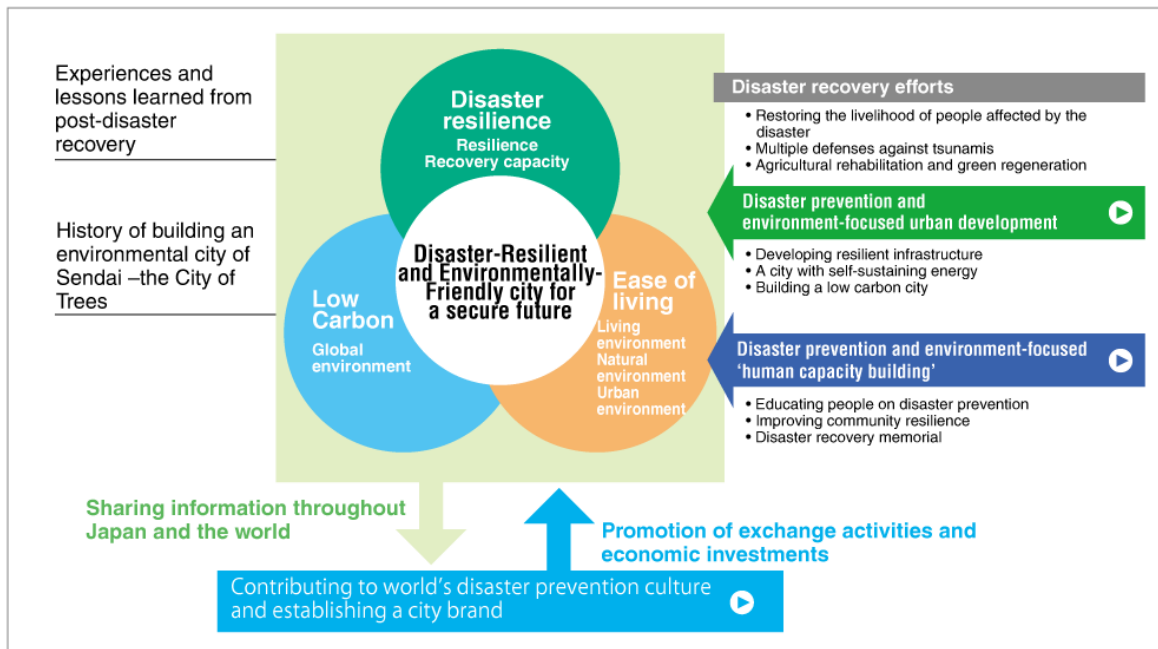 Experiences and
lessons learned from
post-disaster
recovery
History of building an
environmental city of
Sendai –the City of
Trees
Disaster
resilience
Resilience
Recovery capacity
Disaster-Resilient
and Environmentally-
Friendly city for
a secure future
Low
Carbon
Global
environment
Ease of
living
Living
environment
Natural
environment
Urban
environment
Disaster recovery efforts
• Restoring the livelihood of people affected by the
disaster
• Multiple defenses against tsunamis
• Agricultural rehabilitation and green regeneration
Disaster prevention and
environment-focused urban development
• Developing resilient infrastructure
• A city with self-sustaining energy
• Building a low carbon city
Disaster prevention and environment-focused
‘human capacity building’
• Educating people on disaster prevention
• Improving community resilience
• Disaster recovery memorial
Sharing information throughout
Japan and the world
Promotion of exchange activities and
economic investments
Contributing to world's disaster prevention culture
and establishing a city brand